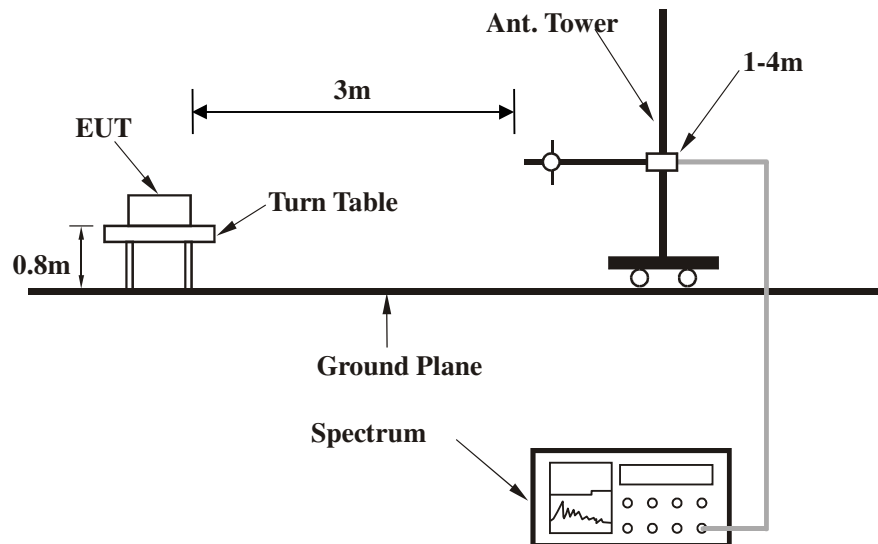 Ant. Tower
1-4m
3m
EUT
Turn Table
0.8m
Ground Plane
Spectrum